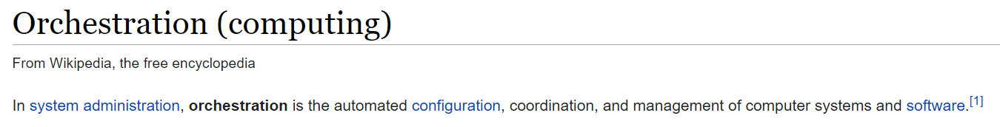 Orchestration (computing)
From Wikipedia, the free encyclopedia
In system administration, orchestration is the automated configuration, coordination, and management of computer systems and software.[1]